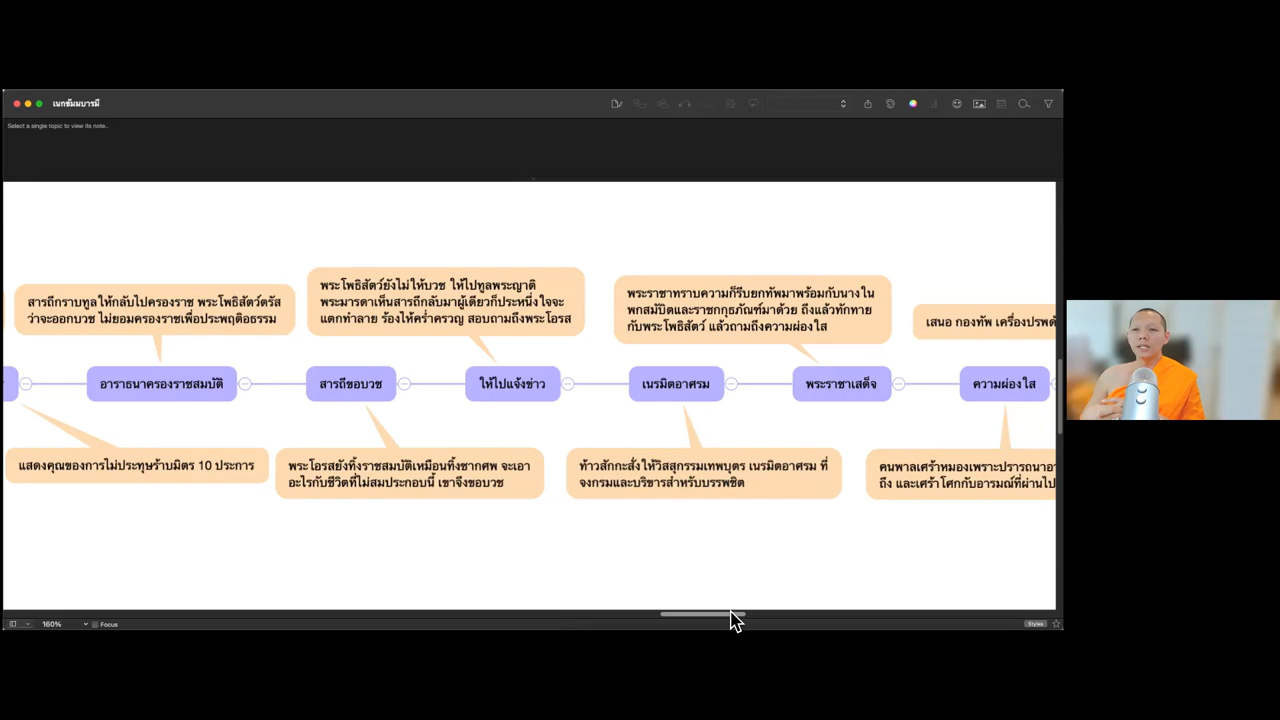 เนกขัมมบารมี
Select a single topic to view its note..
สารถีกราบทูลให้กลับไปครองราช พระโพธิสัตว์ตรัส
ว่าจะออกบวช ไม่ยอมครองราชเพื่อประพฤติอธรรม
พระโพธิสัตว์ยังไม่ให้บวช ให้ไปทูลพระญาติ
พระมารดาเห็นสารถีกลับมาผู้เดียวก็ประหนึ่งใจจะ
แตกทำลาย ร้องไห้คร่ำครวญ สอบถามถึงพระโอรส
พระราชาทราบความก็รีบยกทัพมาพร้อมกับนางใน
พกสมบัติและราชกกุธภัณฑ์มาด้วย ถึงแล้วทักทาย
กับพระโพธิสัตว์ แล้วถามถึงความผ่องใส
เสนอ กองทัพ
อาราธนาครองราชสมบัติ
สารถีขอบวช
ให้ไปแจ้งข่าว
เนรมิตอาศรม
พระราชาเสด็จ
ความผ่องใส
แสดงคุณของการไม่ประทุษร้ายมิตร 10 ประการ
พระโอรสยังทิ้งราชสมบัติเหมือนทิ้งซากศพ จะเอา
อะไรกับชีวิตที่ไม่สมประกอบนี้ เขาจึงขอบวช
ท้าวสักกะสั่งให้วิสสุกรรมเทพบุตร เนรมิตอาศรม ที่
จงกรมและบริขารสำหรับบรรพชิต
คนพาลเศร้าหมองเพราะปรารถนาอา
ถึง และเศร้าโศกกับอารมณ์ที่ผ่านไป
160%
Focus
Styles